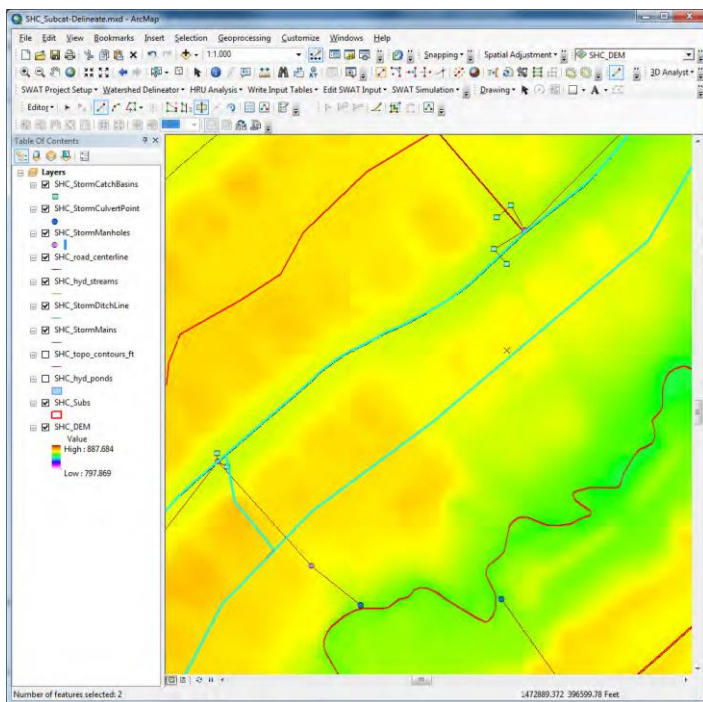 SHC_Subcat-Delineate.mxd - ArcMap
File Edit View Bookmarks Insert Selection Geoprocessing Customize Windows Help
1:1.000 Snapping Spatial Adjustment SHC_DEM
3D Analyst
SWAT Project Setup Watershed Delineator HRU Analysis Write Input Tables Edit SWAT Input SWAT Simulation Drawing A
Editor
Table Of Contents
Layers
SHC_StormCatchBasins
SHC_StormCulvertPoint
SHC_StormManholes
SHC_road_centerline
SHC_hyd_streams
SHC_StormDitchLine
SHC_StormMains
SHC_topo_contours_ft
SHC_hyd_ponds
SHC_Subs
SHC_DEM
Value
High : 887.684
Low : 797.869
Number of features selected: 2 1472889.372 396599.78 Feet